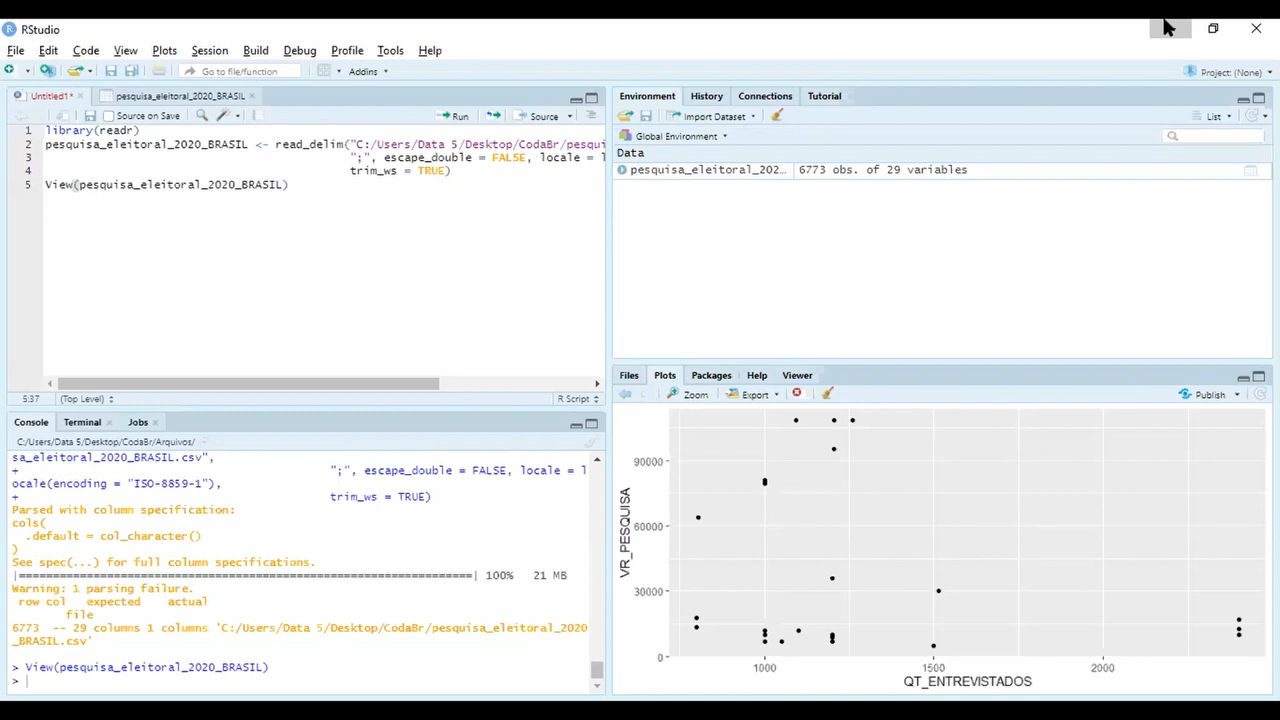 RStudio
File Edit Code View Plots Session Build Debug Profile Tools Help
Go to file/function Addins Project: (None)
Untitled1* pesquisa_eleitoral_2020_BRASIL
Source on Save Run Source
1 library(readr)
2 pesquisa_eleitoral_2020_BRASIL <- read_delim("C:/Users/Data 5/Desktop/CodaBr/pesqui
3 ";", escape_double = FALSE, locale = l
4 trim_ws = TRUE)
5 View(pesquisa_eleitoral_2020_BRASIL)
5:37 (Top Level) R Script
Console Terminal Jobs
C:/Users/Data 5/Desktop/CodaBr/Arquivos/
sa_eleitoral_2020_BRASIL.csv",
+ ";", escape_double = FALSE, locale = l
ocale(encoding = "ISO-8859-1"),
+ trim_ws = TRUE)
Parsed with column specification:
cols(
.default = col_character()
)
See spec(...) for full column specifications.
|=================================================================| 100% 21 MB
Warning: 1 parsing failure.
row col expected actual
file
6773 -- 29 columns 1 columns 'C:/Users/Data 5/Desktop/CodaBr/pesquisa_eleitoral_2020
_BRASIL.csv'
> View(pesquisa_eleitoral_2020_BRASIL)
>
Environment History Connections Tutorial
Import Dataset List
Global Environment
Data
pesquisa_eleitoral_202… 6773 obs. of 29 variables
Files Plots Packages Help Viewer
Zoom Export Publish
VR_PESQUISA
90000
60000
30000
0
1000 1500 2000
QT_ENTREVISTADOS